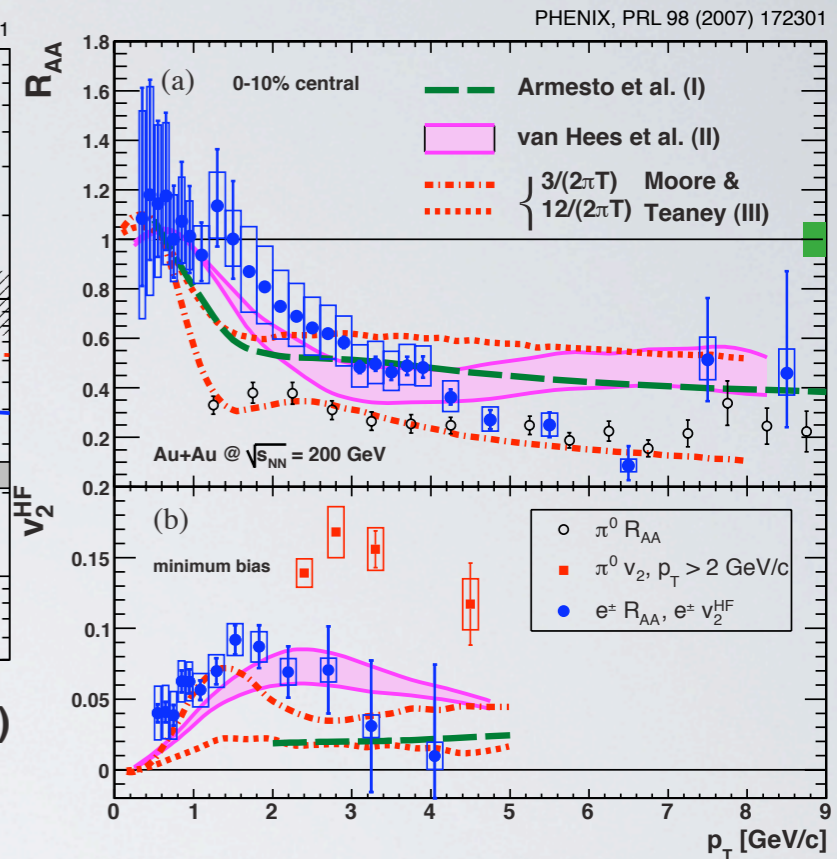 PHENIX, PRL 98 (2007) 172301
1
R_AA
1.8
1.6
1.4
1.2
1
0.8
0.6
0.4
0.2
(a)
0-10% central
Armesto et al. (I)
van Hees et al. (II)
3/(2πT) Moore &
12/(2πT) Teaney (III)
Au+Au @ √s_NN = 200 GeV
v_2^HF
0.2
0.15
0.1
0.05
0
(b)
minimum bias
π⁰ R_AA
π⁰ v_2, p_T > 2 GeV/c
e± R_AA, e± v_2^HF
)
0 1 2 3 4 5 6 7 8 9
p_T [GeV/c]